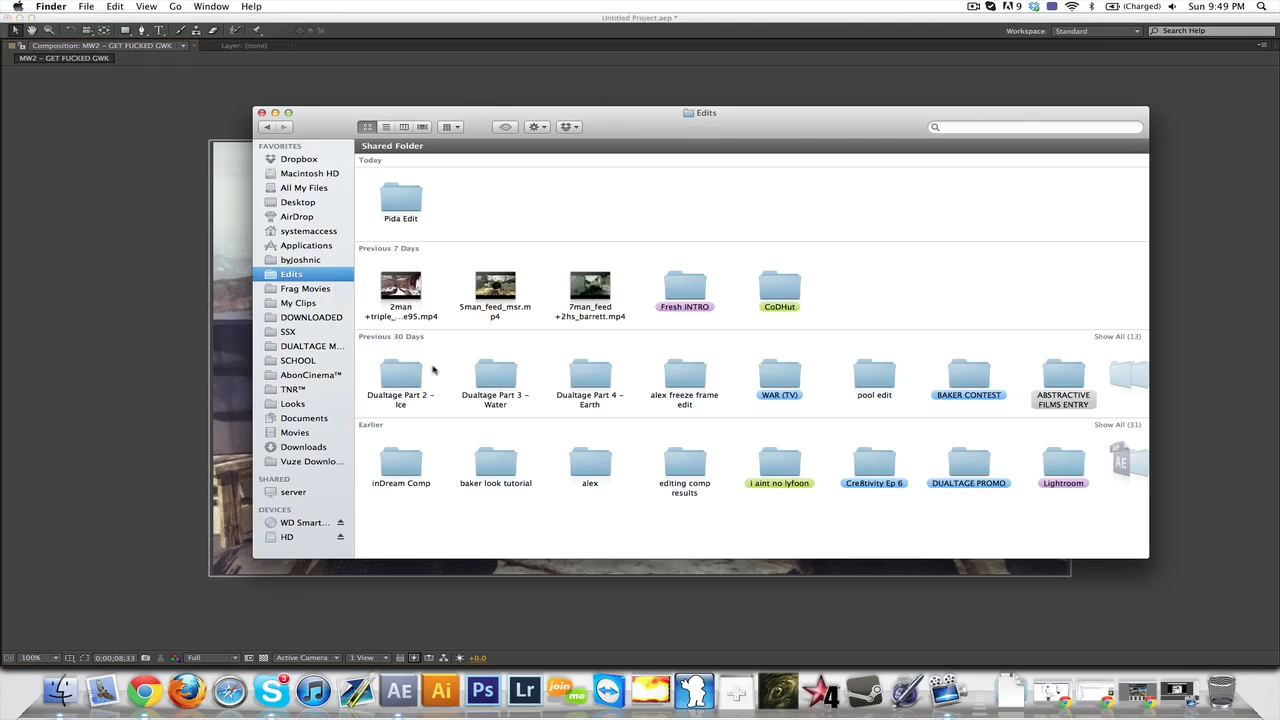 Finder File Edit View Go Window Help 9 (Charged) Sun 9:49 PM
Untitled Project.aep *
Workspace: Standard Search Help
Composition: MW2 – GET FUCKED GWK Layer: (none)
MW2 – GET FUCKED GWK
Edits
FAVORITES
Dropbox
Macintosh HD
All My Files
Desktop
AirDrop
systemaccess
Applications
byJoshnic
Edits
Frag Movies
My Clips
DOWNLOADED
SSX
DUALTAGE M...
SCHOOL
AbonCinema™
TNR™
Looks
Documents
Movies
Downloads
Vuze Downlo...
SHARED
server
DEVICES
WD Smart...
HD
Shared Folder
Today
Pida Edit
Previous 7 Days
2man
+triple_...e95.mp4
5man_feed_msr.m
p4
7man_feed
+2hs_barrett.mp4
Fresh INTRO
CoDHut
Previous 30 Days Show All (13)
Dualtage Part 2 –
Ice
Dualtage Part 3 –
Water
Dualtage Part 4 –
Earth
alex freeze frame
edit
WAR (TV)
pool edit
BAKER CONTEST
ABSTRACTIVE
FILMS ENTRY
Earlier Show All (31)
inDream Comp
baker look tutorial
alex
editing comp
results
i aint no lyfoon
Cre8tivity Ep 6
DUALTAGE PROMO
Lightroom
AE
100% 0;00;08;33 Full Active Camera 1 View +0.0
3 AE Ai Ps Lr join me 4